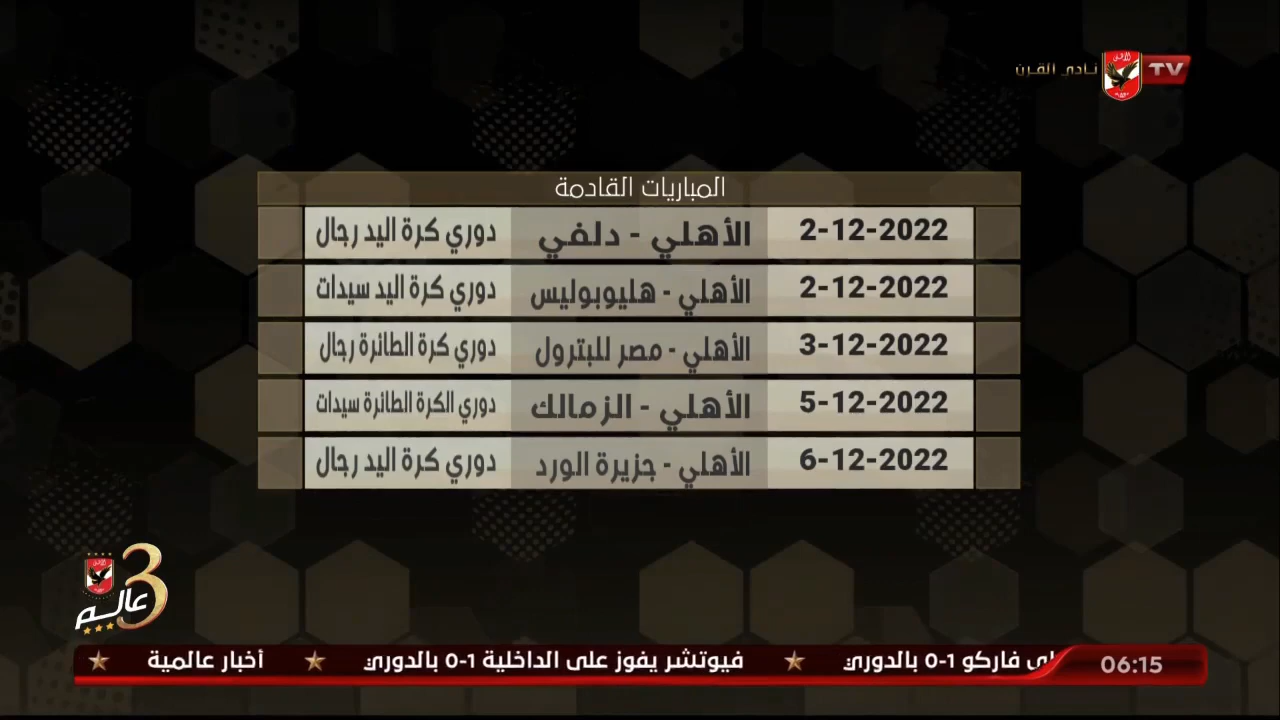 نادي القرن TV
المباريات القادمة
2-12-2022 الأهلي - دلفي دوري كرة اليد رجال
2-12-2022 الأهلي - هليوبوليس دوري كرة اليد سيدات
3-12-2022 الأهلي - مصر للبترول دوري كرة الطائرة رجال
5-12-2022 الأهلي - الزمالك دوري الكرة الطائرة سيدات
6-12-2022 الأهلي - جزيرة الورد دوري كرة اليد رجال
3 عالم
06:15 فاركو 1-0 بالدوري ★ فيوتشر يفوز على الداخلية 1-0 بالدوري ★ أخبار عالمية ★